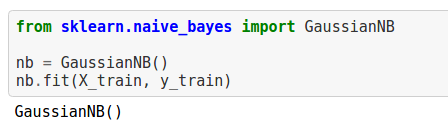 from sklearn.naive_bayes import GaussianNB
nb = GaussianNB()
nb.fit(X_train, y_train)
GaussianNB()